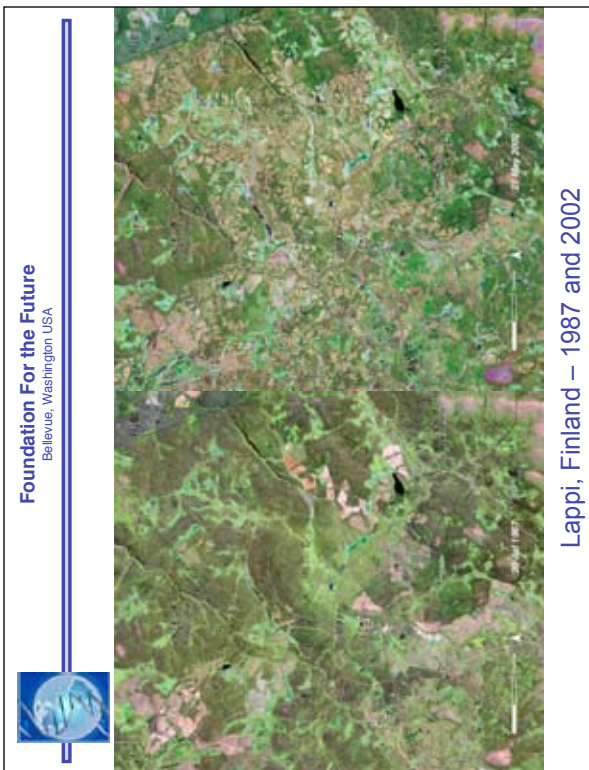 Foundation For the Future
Bellevue, Washington USA
Lappi, Finland – 1987 and 2002